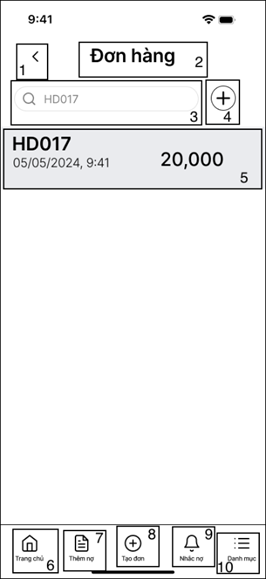 9:41
1
Đơn hàng
2
HD017
3
4
HD017
05/05/2024, 9:41
20,000
5
Trang chủ
6
Thêm nợ
7
Tạo đơn
8
Nhắc nợ
9
Danh mục
10